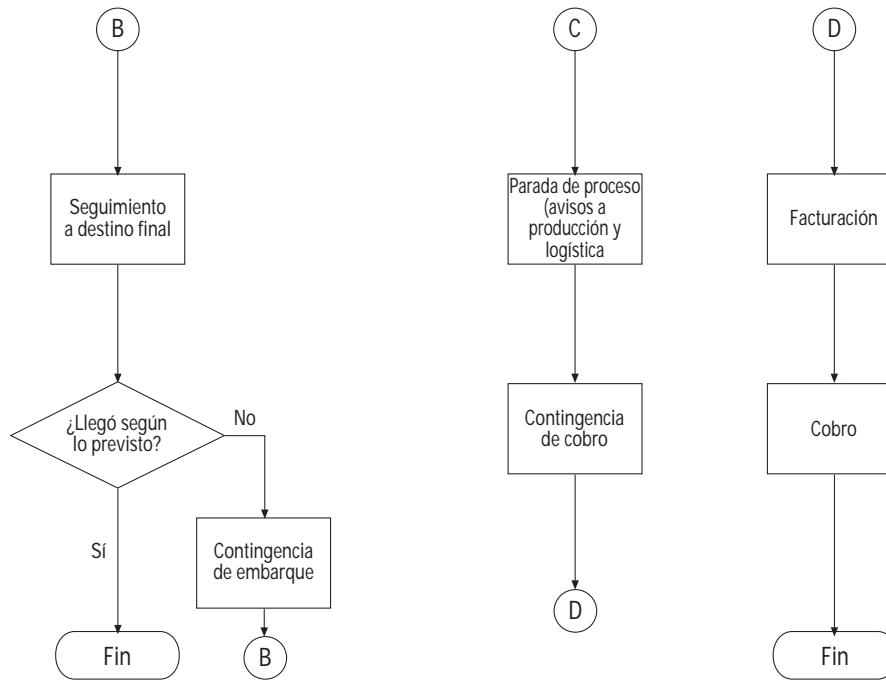 B
Seguimiento
a destino final
¿Llegó según
lo previsto?
No
Sí
Contingencia
de embarque
Fin
B
C
Parada de proceso
(avisos a
producción y
logística
Contingencia
de cobro
D
D
Facturación
Cobro
Fin